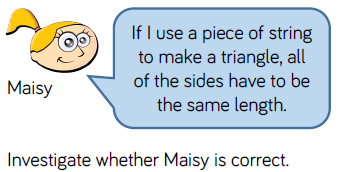 If I use a piece of string
to make a triangle, all
of the sides have to be
the same length.
Maisy
Investigate whether Maisy is correct.